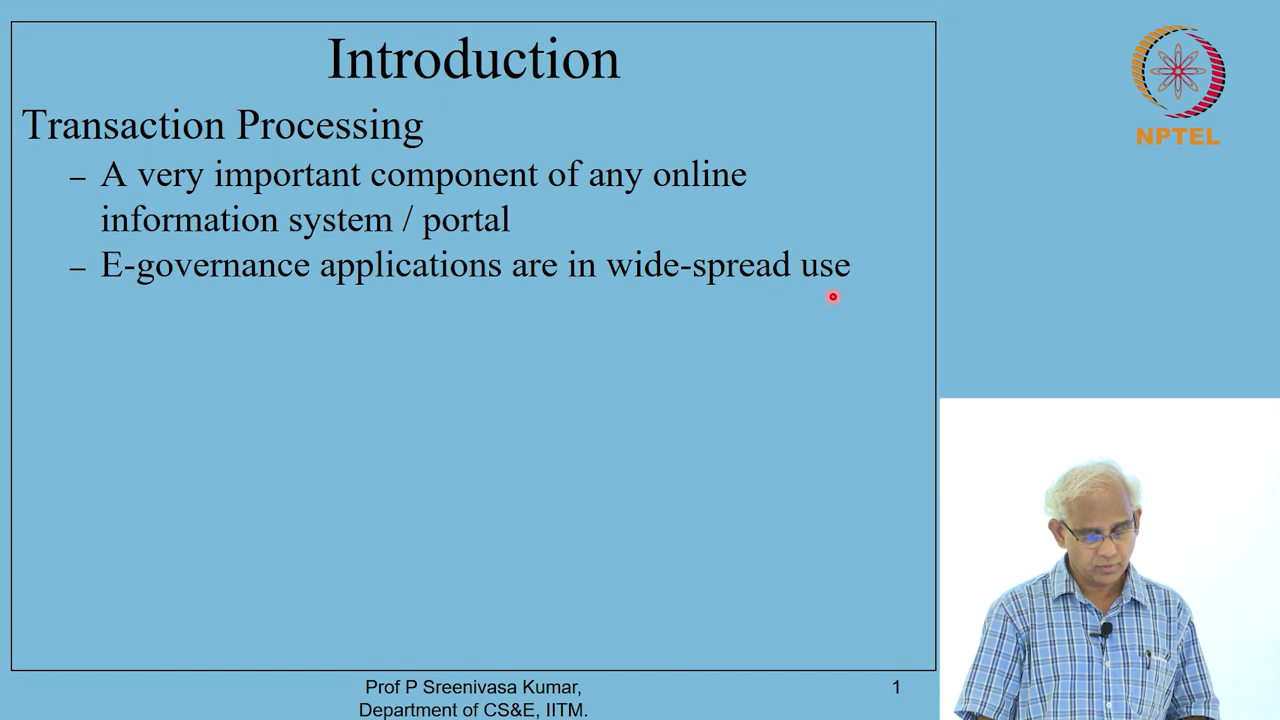 Introduction
Transaction Processing
– A very important component of any online
information system / portal
– E-governance applications are in wide-spread use
NPTEL
Prof P Sreenivasa Kumar,
Department of CS&E, IITM.
1